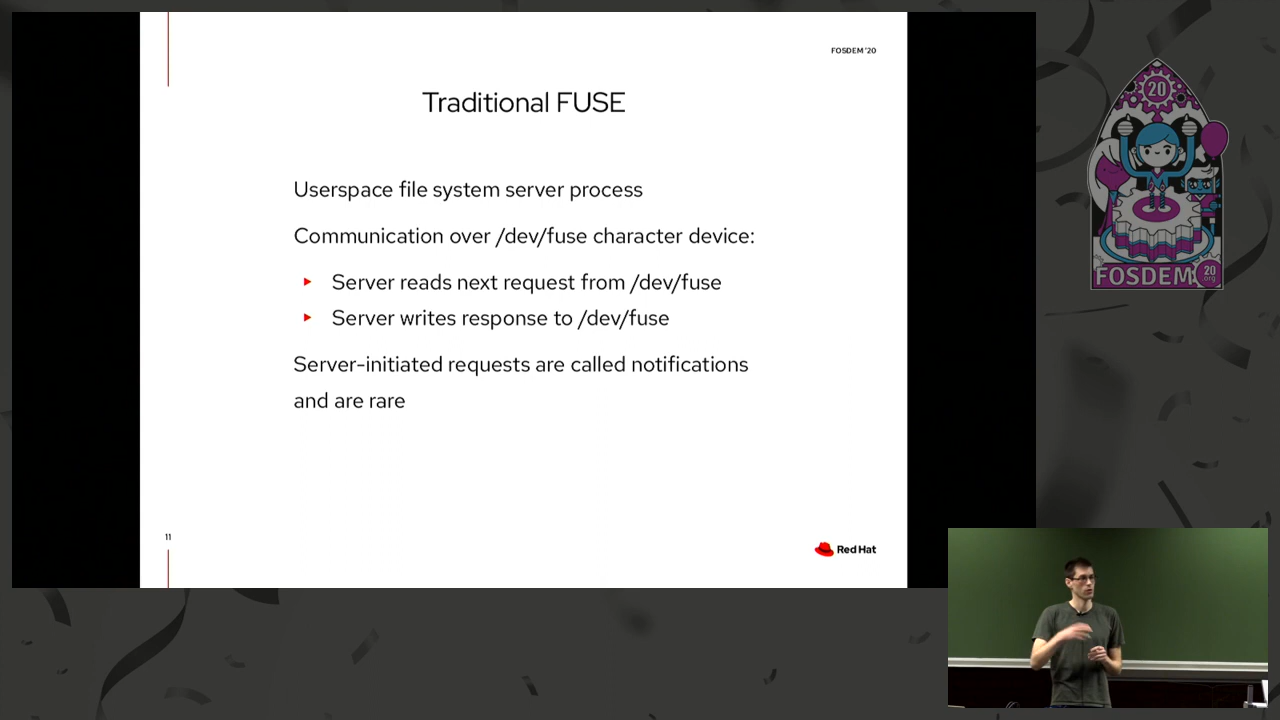 FOSDEM '20
Traditional FUSE
Userspace file system server process
Communication over /dev/fuse character device:
Server reads next request from /dev/fuse
Server writes response to /dev/fuse
Server-initiated requests are called notifications
and are rare
11
Red Hat
20
FOSDEM
20
org